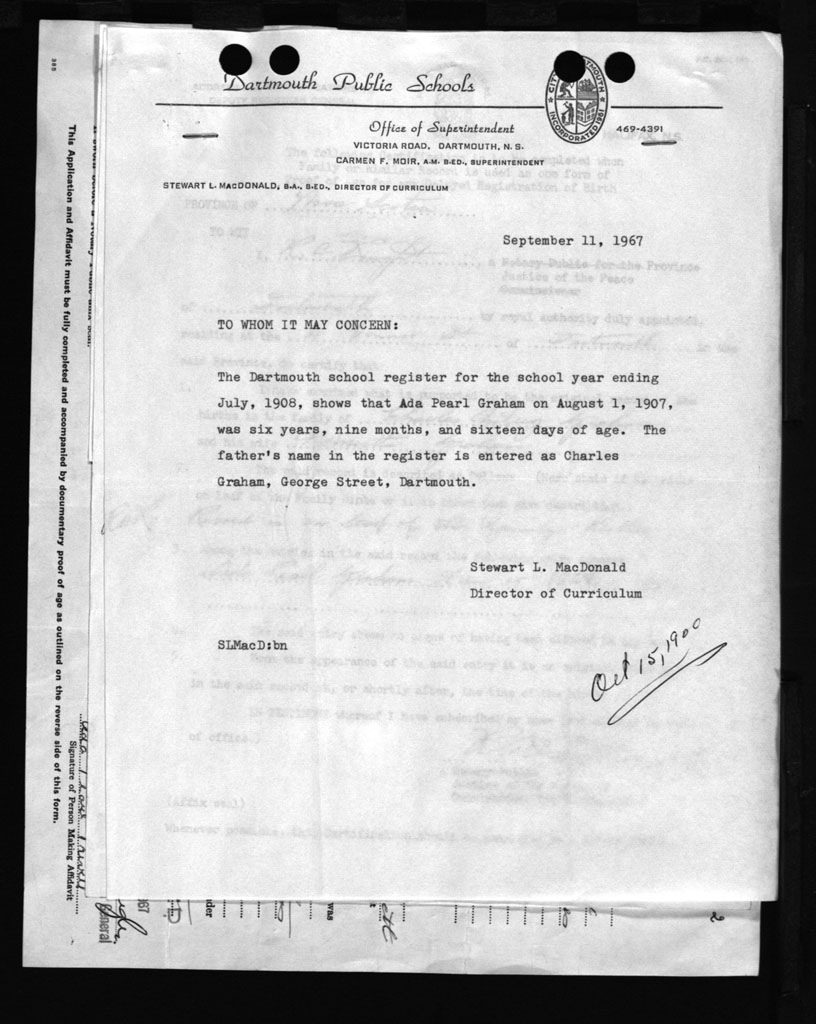 Dartmouth Public Schools
CITY OF DARTMOUTH
INCORPORATED 1961
Office of Superintendent
469-4391
VICTORIA ROAD, DARTMOUTH, N. S.
CARMEN F. MOIR, A.M. B.ED., SUPERINTENDENT
STEWART L. MACDONALD, B.A., B.ED., DIRECTOR OF CURRICULUM
September 11, 1967
TO WHOM IT MAY CONCERN:
The Dartmouth school register for the school year ending
July, 1908, shows that Ada Pearl Graham on August 1, 1907,
was six years, nine months, and sixteen days of age. The
father's name in the register is entered as Charles
Graham, George Street, Dartmouth.
Stewart L. MacDonald
Director of Curriculum
SLMacD:bn
Oct 15, 1900
This Application and Affidavit must be fully completed and accompanied by documentary proof of age as outlined on the reverse side of this form.
Signature of Person Making Affidavit
1967
was